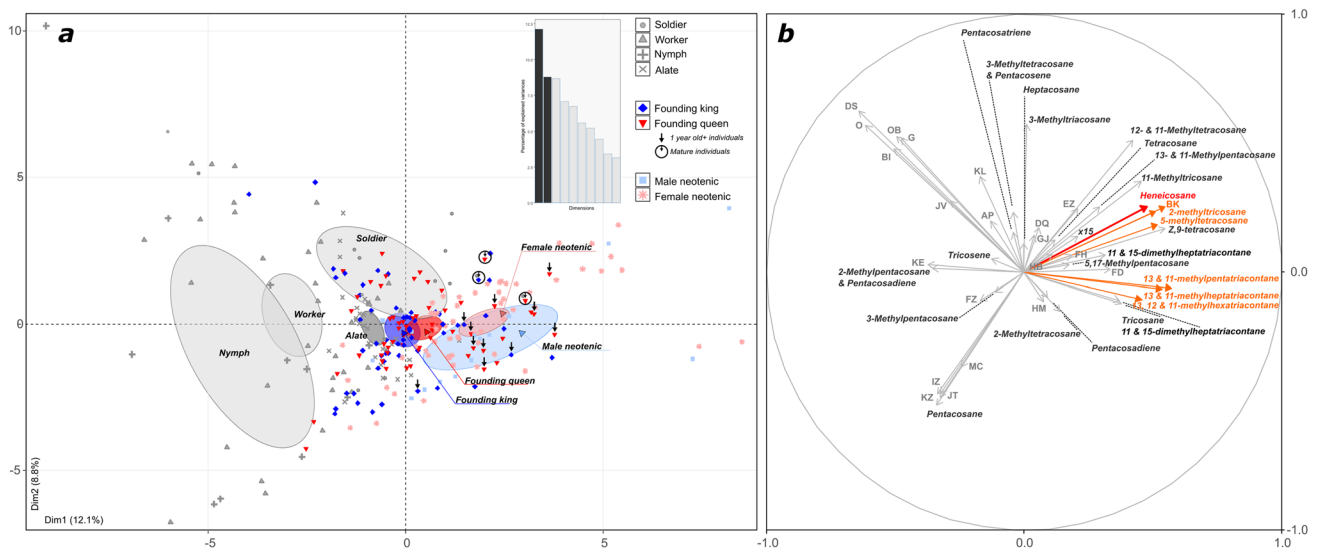 a
b
10
5
0
-5
-5
0
5
Dim2 (8.8%)
Dim1 (12.1%)
Percentage of explained variances
Dimensions
Soldier
Worker
Nymph
Alate
Founding king
Founding queen
1 year old+ individuals
Mature individuals
Male neotenic
Female neotenic
Soldier
Female neotenic
Worker
Alate
Nymph
Male neotenic
Founding queen
Founding king
1.0
0.0
-1.0
-1.0
0.0
1.0
Pentacosatriene
3-Methyltetracosane
& Pentacosene
Heptacosane
3-Methyltriacosane
DS
O
OB
G
BI
KL
JV
AP
EZ
DQ
GJ
x15
12- & 11-Methyltetracosane
Tetracosane
13- & 11-Methylpentacosane
11-Methyltricosane
Heneicosane
BK
2-methyltricosane
5-methyltetracosane
Z,9-tetracosane
11 & 15-dimethylheptatriacontane
FH
5,17-Methylpentacosane
FD
HB
Tricosene
KE
2-Methylpentacosane
& Pentacosadiene
13 & 11-methylpentatriacontane
13 & 11-methylheptatriacontane
13, 12 & 11-methylhexatriacontane
FZ
HM
3-Methylpentacosane
Tricosane
11 & 15-dimethylheptatriacontane
2-Methyltetracosane
Pentacosadiene
MC
IZ
JT
KZ
Pentacosane